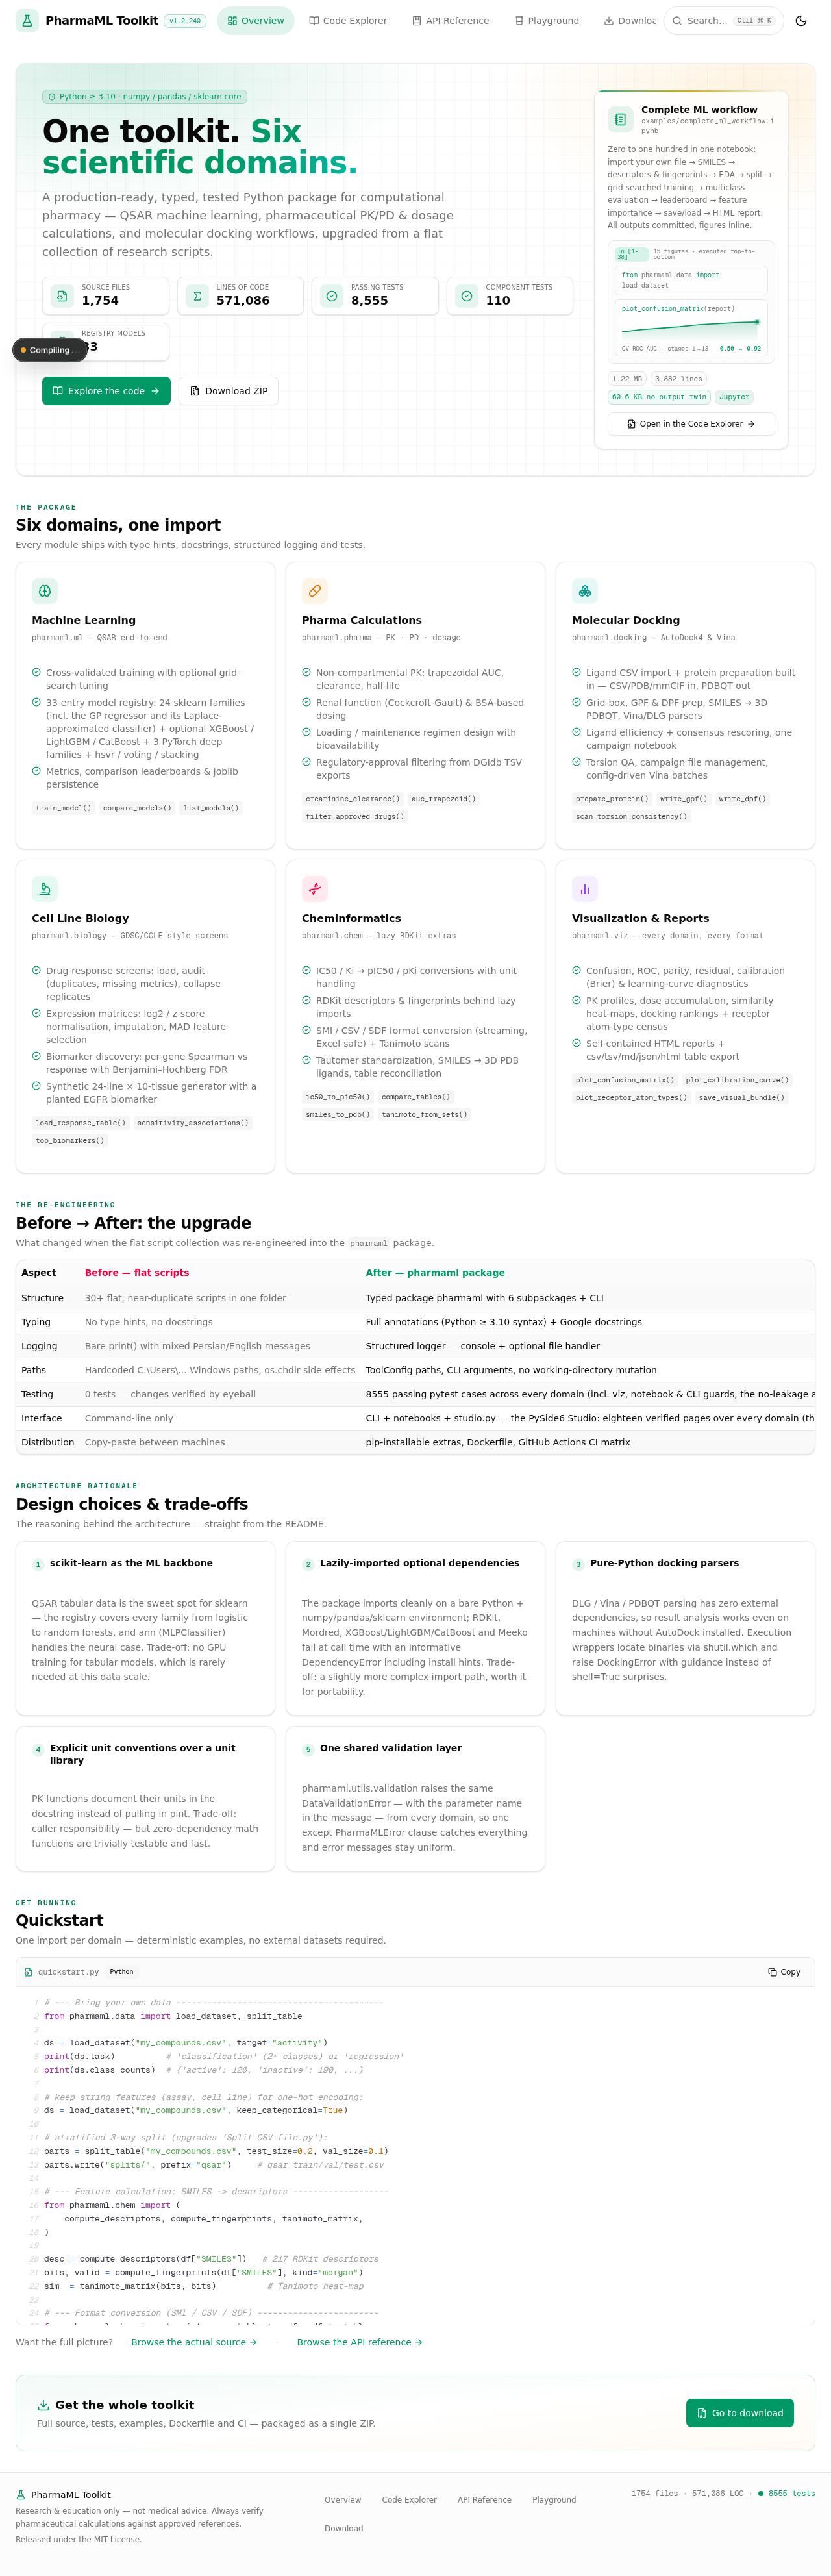 PharmaML Toolkit v1.2.240 Overview Code Explorer API Reference Playground Downloa Search... Ctrl ⌘ K
Python ≥ 3.10 · numpy / pandas / sklearn core
One toolkit. Six
scientific domains.
A production-ready, typed, tested Python package for computational
pharmacy — QSAR machine learning, pharmaceutical PK/PD & dosage
calculations, and molecular docking workflows, upgraded from a flat
collection of research scripts.
SOURCE FILES
1,754
LINES OF CODE
571,086
PASSING TESTS
8,555
COMPONENT TESTS
110
REGISTRY MODELS
33
Compiling
Explore the code →
Download ZIP
Complete ML workflow
examples/complete_ml_workflow.i
pynb
Zero to one hundred in one notebook:
import your own file → SMILES →
descriptors & fingerprints → EDA → split →
grid-searched training → multiclass
evaluation → leaderboard → feature
importance → save/load → HTML report.
All outputs committed, figures inline.
In [1–
38]
15 figures · executed top-to-
bottom
from pharmaml.data import
load_dataset
plot_confusion_matrix(report)
CV ROC-AUC · stages 1→13 0.50 → 0.92
1.22 MB 3,882 lines
60.6 KB no-output twin Jupyter
Open in the Code Explorer →
THE PACKAGE
Six domains, one import
Every module ships with type hints, docstrings, structured logging and tests.
Machine Learning
pharmaml.ml — QSAR end-to-end
Cross-validated training with optional grid-
search tuning
33-entry model registry: 24 sklearn families
(incl. the GP regressor and its Laplace-
approximated classifier) + optional XGBoost /
LightGBM / CatBoost + 3 PyTorch deep
families + hsvr / voting / stacking
Metrics, comparison leaderboards & joblib
persistence
train_model() compare_models() list_models()
Pharma Calculations
pharmaml.pharma — PK · PD · dosage
Non-compartmental PK: trapezoidal AUC,
clearance, half-life
Renal function (Cockcroft-Gault) & BSA-based
dosing
Loading / maintenance regimen design with
bioavailability
Regulatory-approval filtering from DGIdb TSV
exports
creatinine_clearance() auc_trapezoid()
filter_approved_drugs()
Molecular Docking
pharmaml.docking — AutoDock4 & Vina
Ligand CSV import + protein preparation built
in — CSV/PDB/mmCIF in, PDBQT out
Grid-box, GPF & DPF prep, SMILES → 3D
PDBQT, Vina/DLG parsers
Ligand efficiency + consensus rescoring, one
campaign notebook
Torsion QA, campaign file management,
config-driven Vina batches
prepare_protein() write_gpf() write_dpf()
scan_torsion_consistency()
Cell Line Biology
pharmaml.biology — GDSC/CCLE-style screens
Drug-response screens: load, audit
(duplicates, missing metrics), collapse
replicates
Expression matrices: log2 / z-score
normalisation, imputation, MAD feature
selection
Biomarker discovery: per-gene Spearman vs
response with Benjamini–Hochberg FDR
Synthetic 24-line × 10-tissue generator with a
planted EGFR biomarker
load_response_table() sensitivity_associations()
top_biomarkers()
Cheminformatics
pharmaml.chem — lazy RDKit extras
IC50 / Ki → pIC50 / pKi conversions with unit
handling
RDKit descriptors & fingerprints behind lazy
imports
SMI / CSV / SDF format conversion (streaming,
Excel-safe) + Tanimoto scans
Tautomer standardization, SMILES → 3D PDB
ligands, table reconciliation
ic50_to_pic50() compare_tables()
smiles_to_pdb() tanimoto_from_sets()
Visualization & Reports
pharmaml.viz — every domain, every format
Confusion, ROC, parity, residual, calibration
(Brier) & learning-curve diagnostics
PK profiles, dose accumulation, similarity
heat-maps, docking rankings + receptor
atom-type census
Self-contained HTML reports +
csv/tsv/md/json/html table export
plot_confusion_matrix() plot_calibration_curve()
plot_receptor_atom_types() save_visual_bundle()
THE RE-ENGINEERING
Before → After: the upgrade
What changed when the flat script collection was re-engineered into the pharmaml package.
Aspect Before — flat scripts After — pharmaml package
Structure 30+ flat, near-duplicate scripts in one folder Typed package pharmaml with 6 subpackages + CLI
Typing No type hints, no docstrings Full annotations (Python ≥ 3.10 syntax) + Google docstrings
Logging Bare print() with mixed Persian/English messages Structured logger — console + optional file handler
Paths Hardcoded C:\Users\... Windows paths, os.chdir side effects ToolConfig paths, CLI arguments, no working-directory mutation
Testing 0 tests — changes verified by eyeball 8555 passing pytest cases across every domain (incl. viz, notebook & CLI guards, the no-leakage a
Interface Command-line only CLI + notebooks + studio.py — the PySide6 Studio: eighteen verified pages over every domain (th
Distribution Copy-paste between machines pip-installable extras, Dockerfile, GitHub Actions CI matrix
ARCHITECTURE RATIONALE
Design choices & trade-offs
The reasoning behind the architecture — straight from the README.
1 scikit-learn as the ML backbone
QSAR tabular data is the sweet spot for sklearn
— the registry covers every family from logistic
to random forests, and ann (MLPClassifier)
handles the neural case. Trade-off: no GPU
training for tabular models, which is rarely
needed at this data scale.
2 Lazily-imported optional dependencies
The package imports cleanly on a bare Python +
numpy/pandas/sklearn environment; RDKit,
Mordred, XGBoost/LightGBM/CatBoost and Meeko
fail at call time with an informative
DependencyError including install hints. Trade-
off: a slightly more complex import path, worth it
for portability.
3 Pure-Python docking parsers
DLG / Vina / PDBQT parsing has zero external
dependencies, so result analysis works even on
machines without AutoDock installed. Execution
wrappers locate binaries via shutil.which and
raise DockingError with guidance instead of
shell=True surprises.
4 Explicit unit conventions over a unit
library
PK functions document their units in the
docstring instead of pulling in pint. Trade-off:
caller responsibility — but zero-dependency math
functions are trivially testable and fast.
5 One shared validation layer
pharmaml.utils.validation raises the same
DataValidationError — with the parameter name
in the message — from every domain, so one
except PharmaMLError clause catches everything
and error messages stay uniform.
GET RUNNING
Quickstart
One import per domain — deterministic examples, no external datasets required.
quickstart.py Python Copy
1 # --- Bring your own data -----------------------------------------
2 from pharmaml.data import load_dataset, split_table
3
4 ds = load_dataset("my_compounds.csv", target="activity")
5 print(ds.task) # 'classification' (2+ classes) or 'regression'
6 print(ds.class_counts) # {'active': 120, 'inactive': 190, ...}
7
8 # keep string features (assay, cell line) for one-hot encoding:
9 ds = load_dataset("my_compounds.csv", keep_categorical=True)
10
11 # stratified 3-way split (upgrades 'Split CSV file.py'):
12 parts = split_table("my_compounds.csv", test_size=0.2, val_size=0.1)
13 parts.write("splits/", prefix="qsar") # qsar_train/val/test.csv
14
15 # --- Feature calculation: SMILES -> descriptors -------------------
16 from pharmaml.chem import (
17 compute_descriptors, compute_fingerprints, tanimoto_matrix,
18 )
19
20 desc = compute_descriptors(df["SMILES"]) # 217 RDKit descriptors
21 bits, valid = compute_fingerprints(df["SMILES"], kind="morgan")
22 sim = tanimoto_matrix(bits, bits) # Tanimoto heat-map
23
24 # --- Format conversion (SMI / CSV / SDF) ------------------------
Want the full picture? Browse the actual source → · Browse the API reference →
Get the whole toolkit
Full source, tests, examples, Dockerfile and CI — packaged as a single ZIP.
Go to download
PharmaML Toolkit
Research & education only — not medical advice. Always verify
pharmaceutical calculations against approved references.
Released under the MIT License.
Overview Code Explorer API Reference Playground
Download
1754 files · 571,086 LOC · 8555 tests